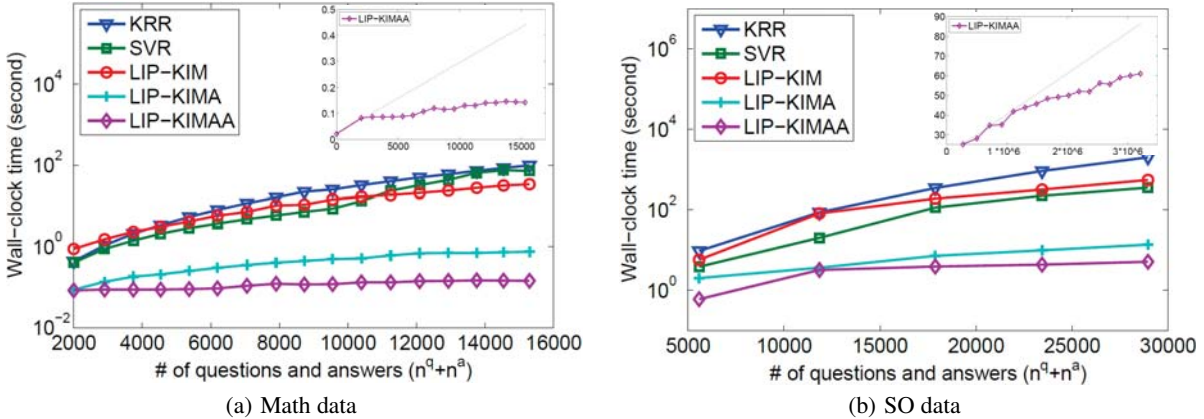 KRR
SVR
LIP-KIM
LIP-KIMA
LIP-KIMAA
Wall-clock time (second)
10^4
10^2
10^0
10^-2
2000 4000 6000 8000 10000 12000 14000 16000
# of questions and answers (n^q+n^a)
LIP-KIMAA
0.5
0.4
0.3
0.2
0.1
0
0 5000 10000 15000
(a) Math data
KRR
SVR
LIP-KIM
LIP-KIMA
LIP-KIMAA
Wall-clock time (second)
10^6
10^4
10^2
10^0
5000 10000 15000 20000 25000 30000
# of questions and answers (n^q+n^a)
LIP-KIMAA
90
80
70
60
50
40
30
0 1 *10^6 2*10^6 3*10^6
(b) SO data